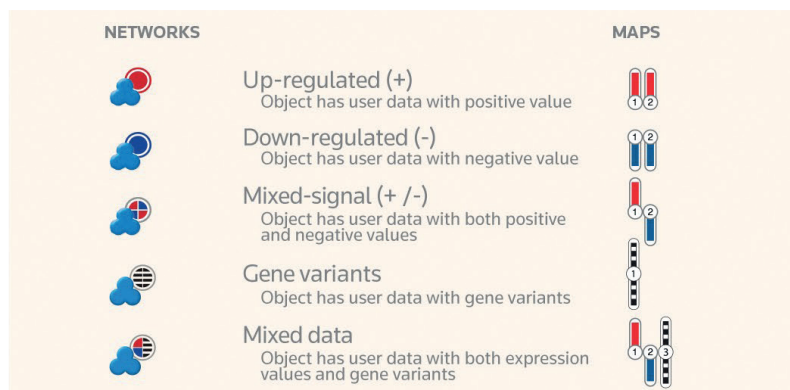 NETWORKS MAPS
Up-regulated (+)
Object has user data with positive value
1 2
Down-regulated (-)
Object has user data with negative value
1 2
Mixed-signal (+ /-)
Object has user data with both positive
and negative values
1 2
Gene variants
Object has user data with gene variants
1
Mixed data
Object has user data with both expression
values and gene variants
1 2 3